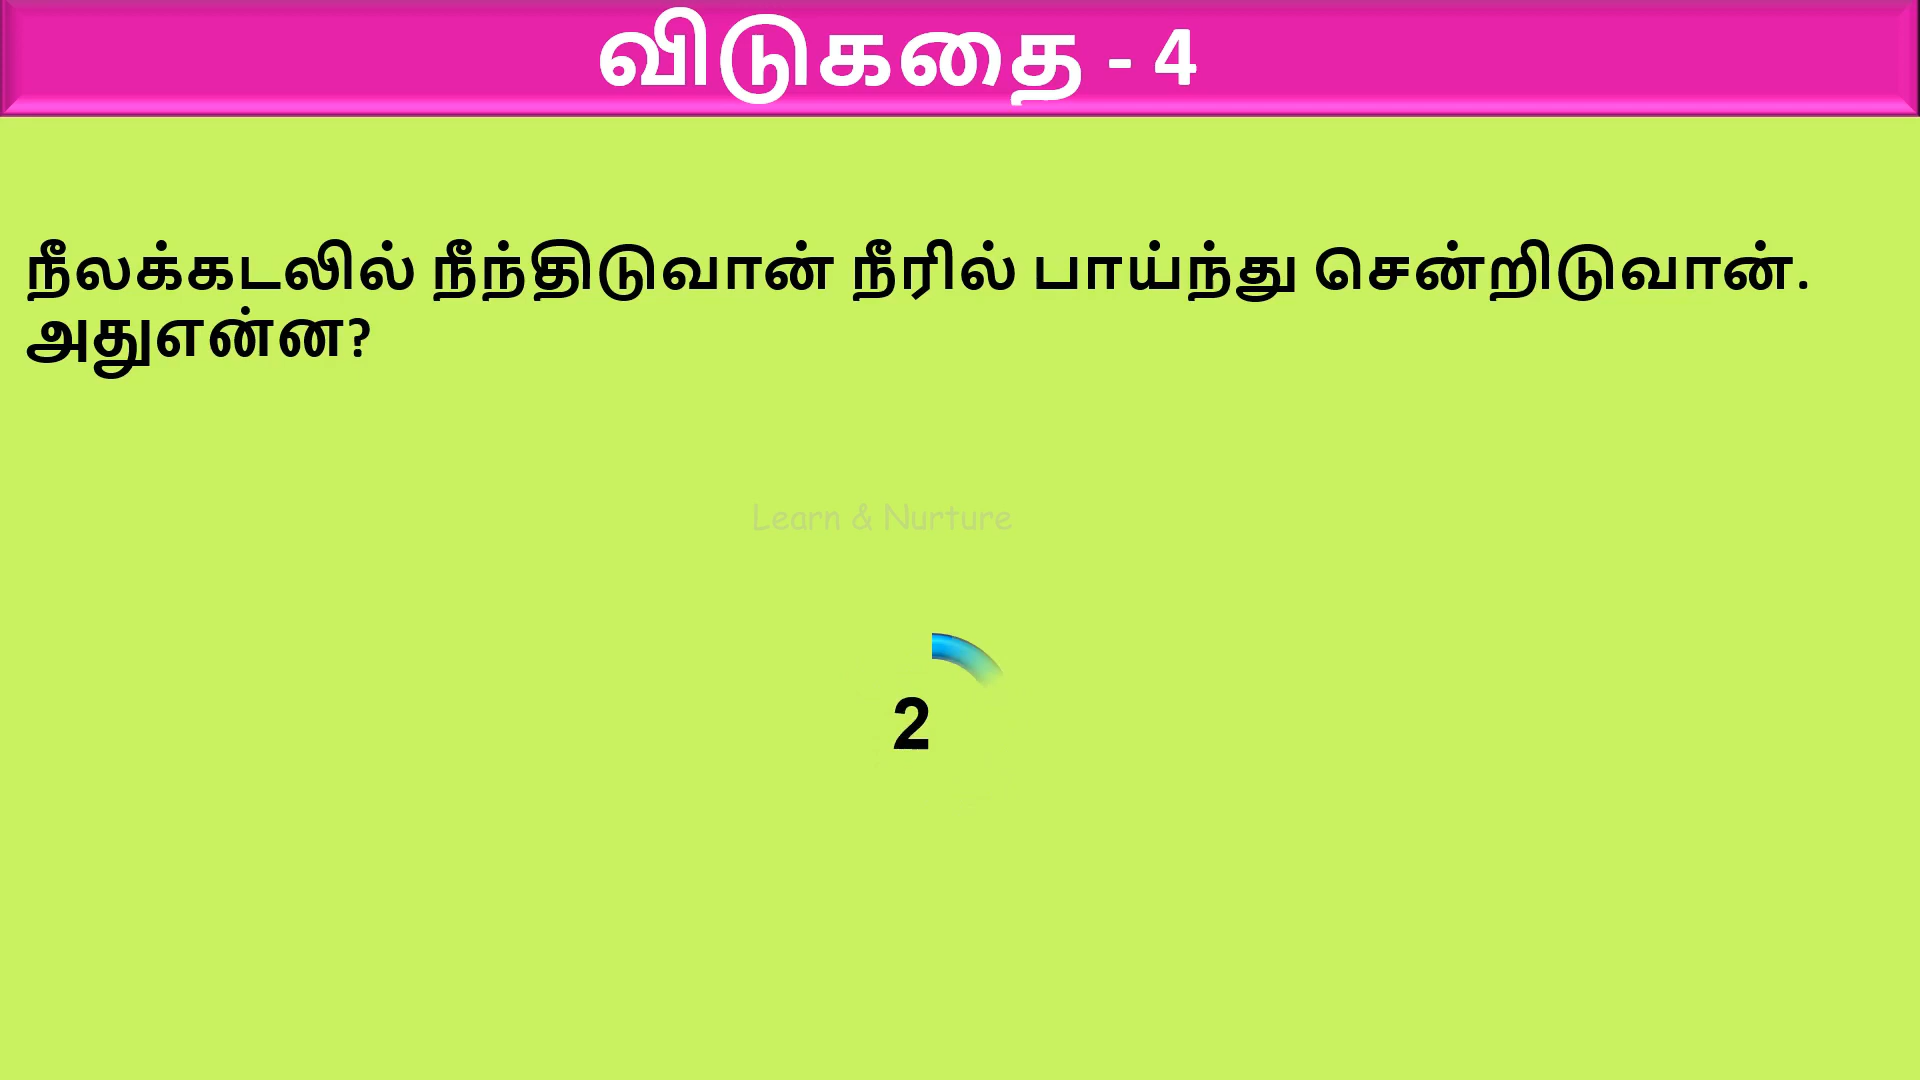 விடுகதை - 4
நீலக்கடலில் நீந்திடுவான் நீரில் பாய்ந்து சென்றிடுவான்.
அதுஎன்ன?
Learn & Nurture
2